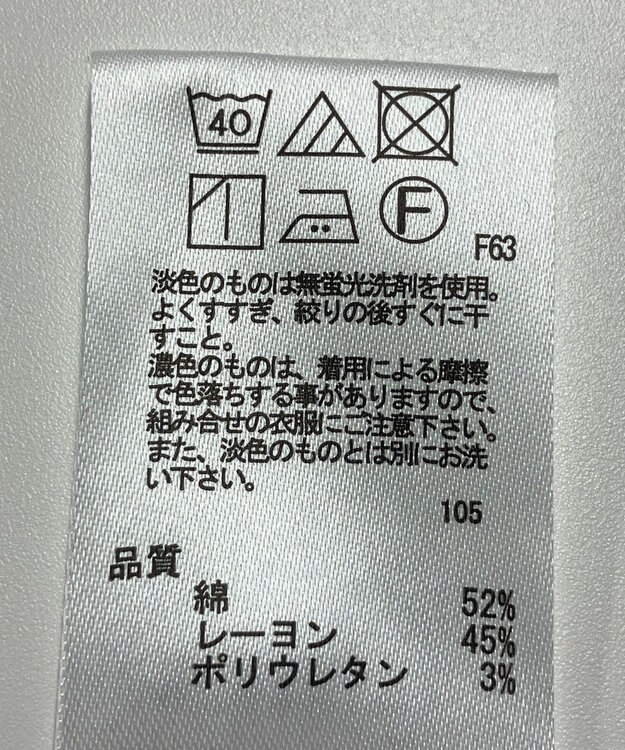 40
F
F63
淡色のものは無蛍光洗剤を使用。
よくすすぎ、絞りの後すぐに干
すこと。
濃色のものは、着用による摩擦
で色落ちする事がありますので、
組み合せの衣服にご注意下さい。
また、淡色のものとは別にお洗
い下さい。
105
品質
綿 52%
レーヨン 45%
ポリウレタン 3%